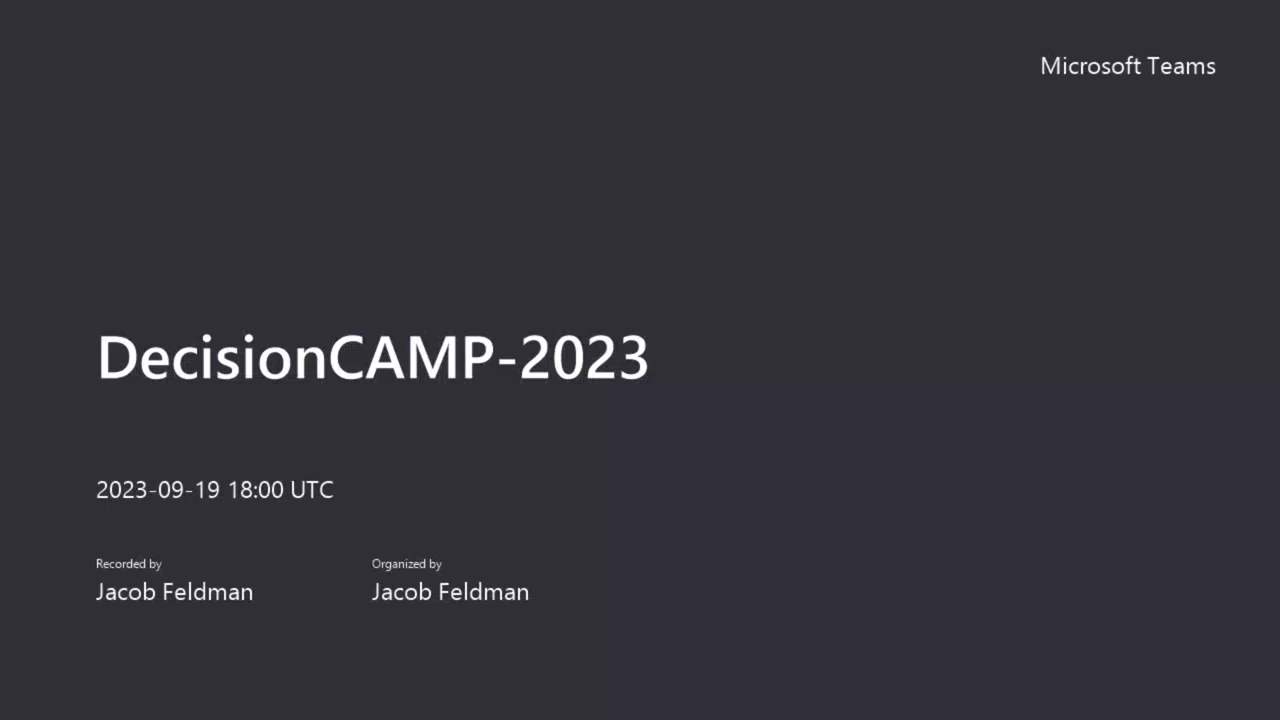 Microsoft Teams
DecisionCAMP-2023
2023-09-19 18:00 UTC
Recorded by
Jacob Feldman
Organized by
Jacob Feldman